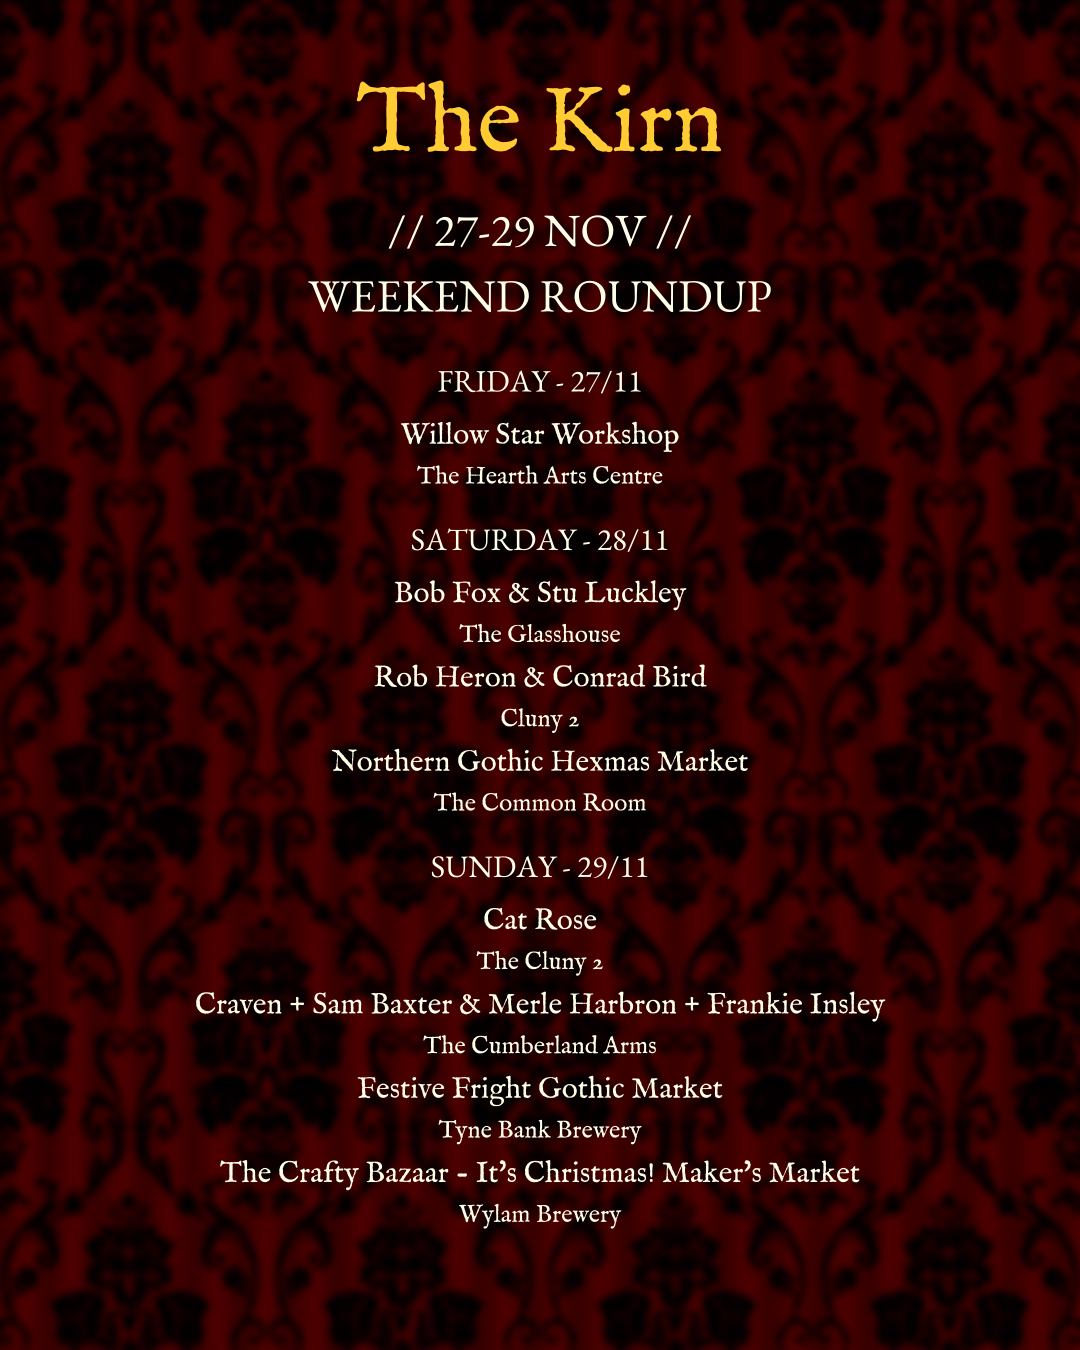 The Kirn
// 27-29 NOV //
WEEKEND ROUNDUP
FRIDAY - 27/11
Willow Star Workshop
The Hearth Arts Centre
SATURDAY - 28/11
Bob Fox & Stu Luckley
The Glasshouse
Rob Heron & Conrad Bird
Cluny 2
Northern Gothic Hexmas Market
The Common Room
SUNDAY - 29/11
Cat Rose
The Cluny 2
Craven + Sam Baxter & Merle Harbron + Frankie Insley
The Cumberland Arms
Festive Fright Gothic Market
Tyne Bank Brewery
The Crafty Bazaar - It’s Christmas! Maker’s Market
Wylam Brewery